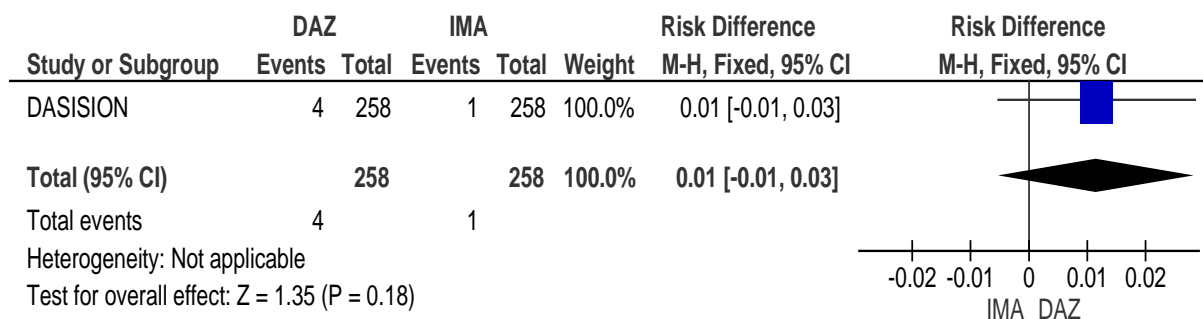 DAZ IMA Risk Difference Risk Difference
Study or Subgroup Events Total Events Total Weight M-H, Fixed, 95% CI M-H, Fixed, 95% CI
DASISION 4 258 1 258 100.0% 0.01 [-0.01, 0.03]
Total (95% CI) 258 258 100.0% 0.01 [-0.01, 0.03]
Total events 4 1
Heterogeneity: Not applicable
Test for overall effect: Z = 1.35 (P = 0.18)
-0.02 -0.01 0 0.01 0.02
IMA DAZ